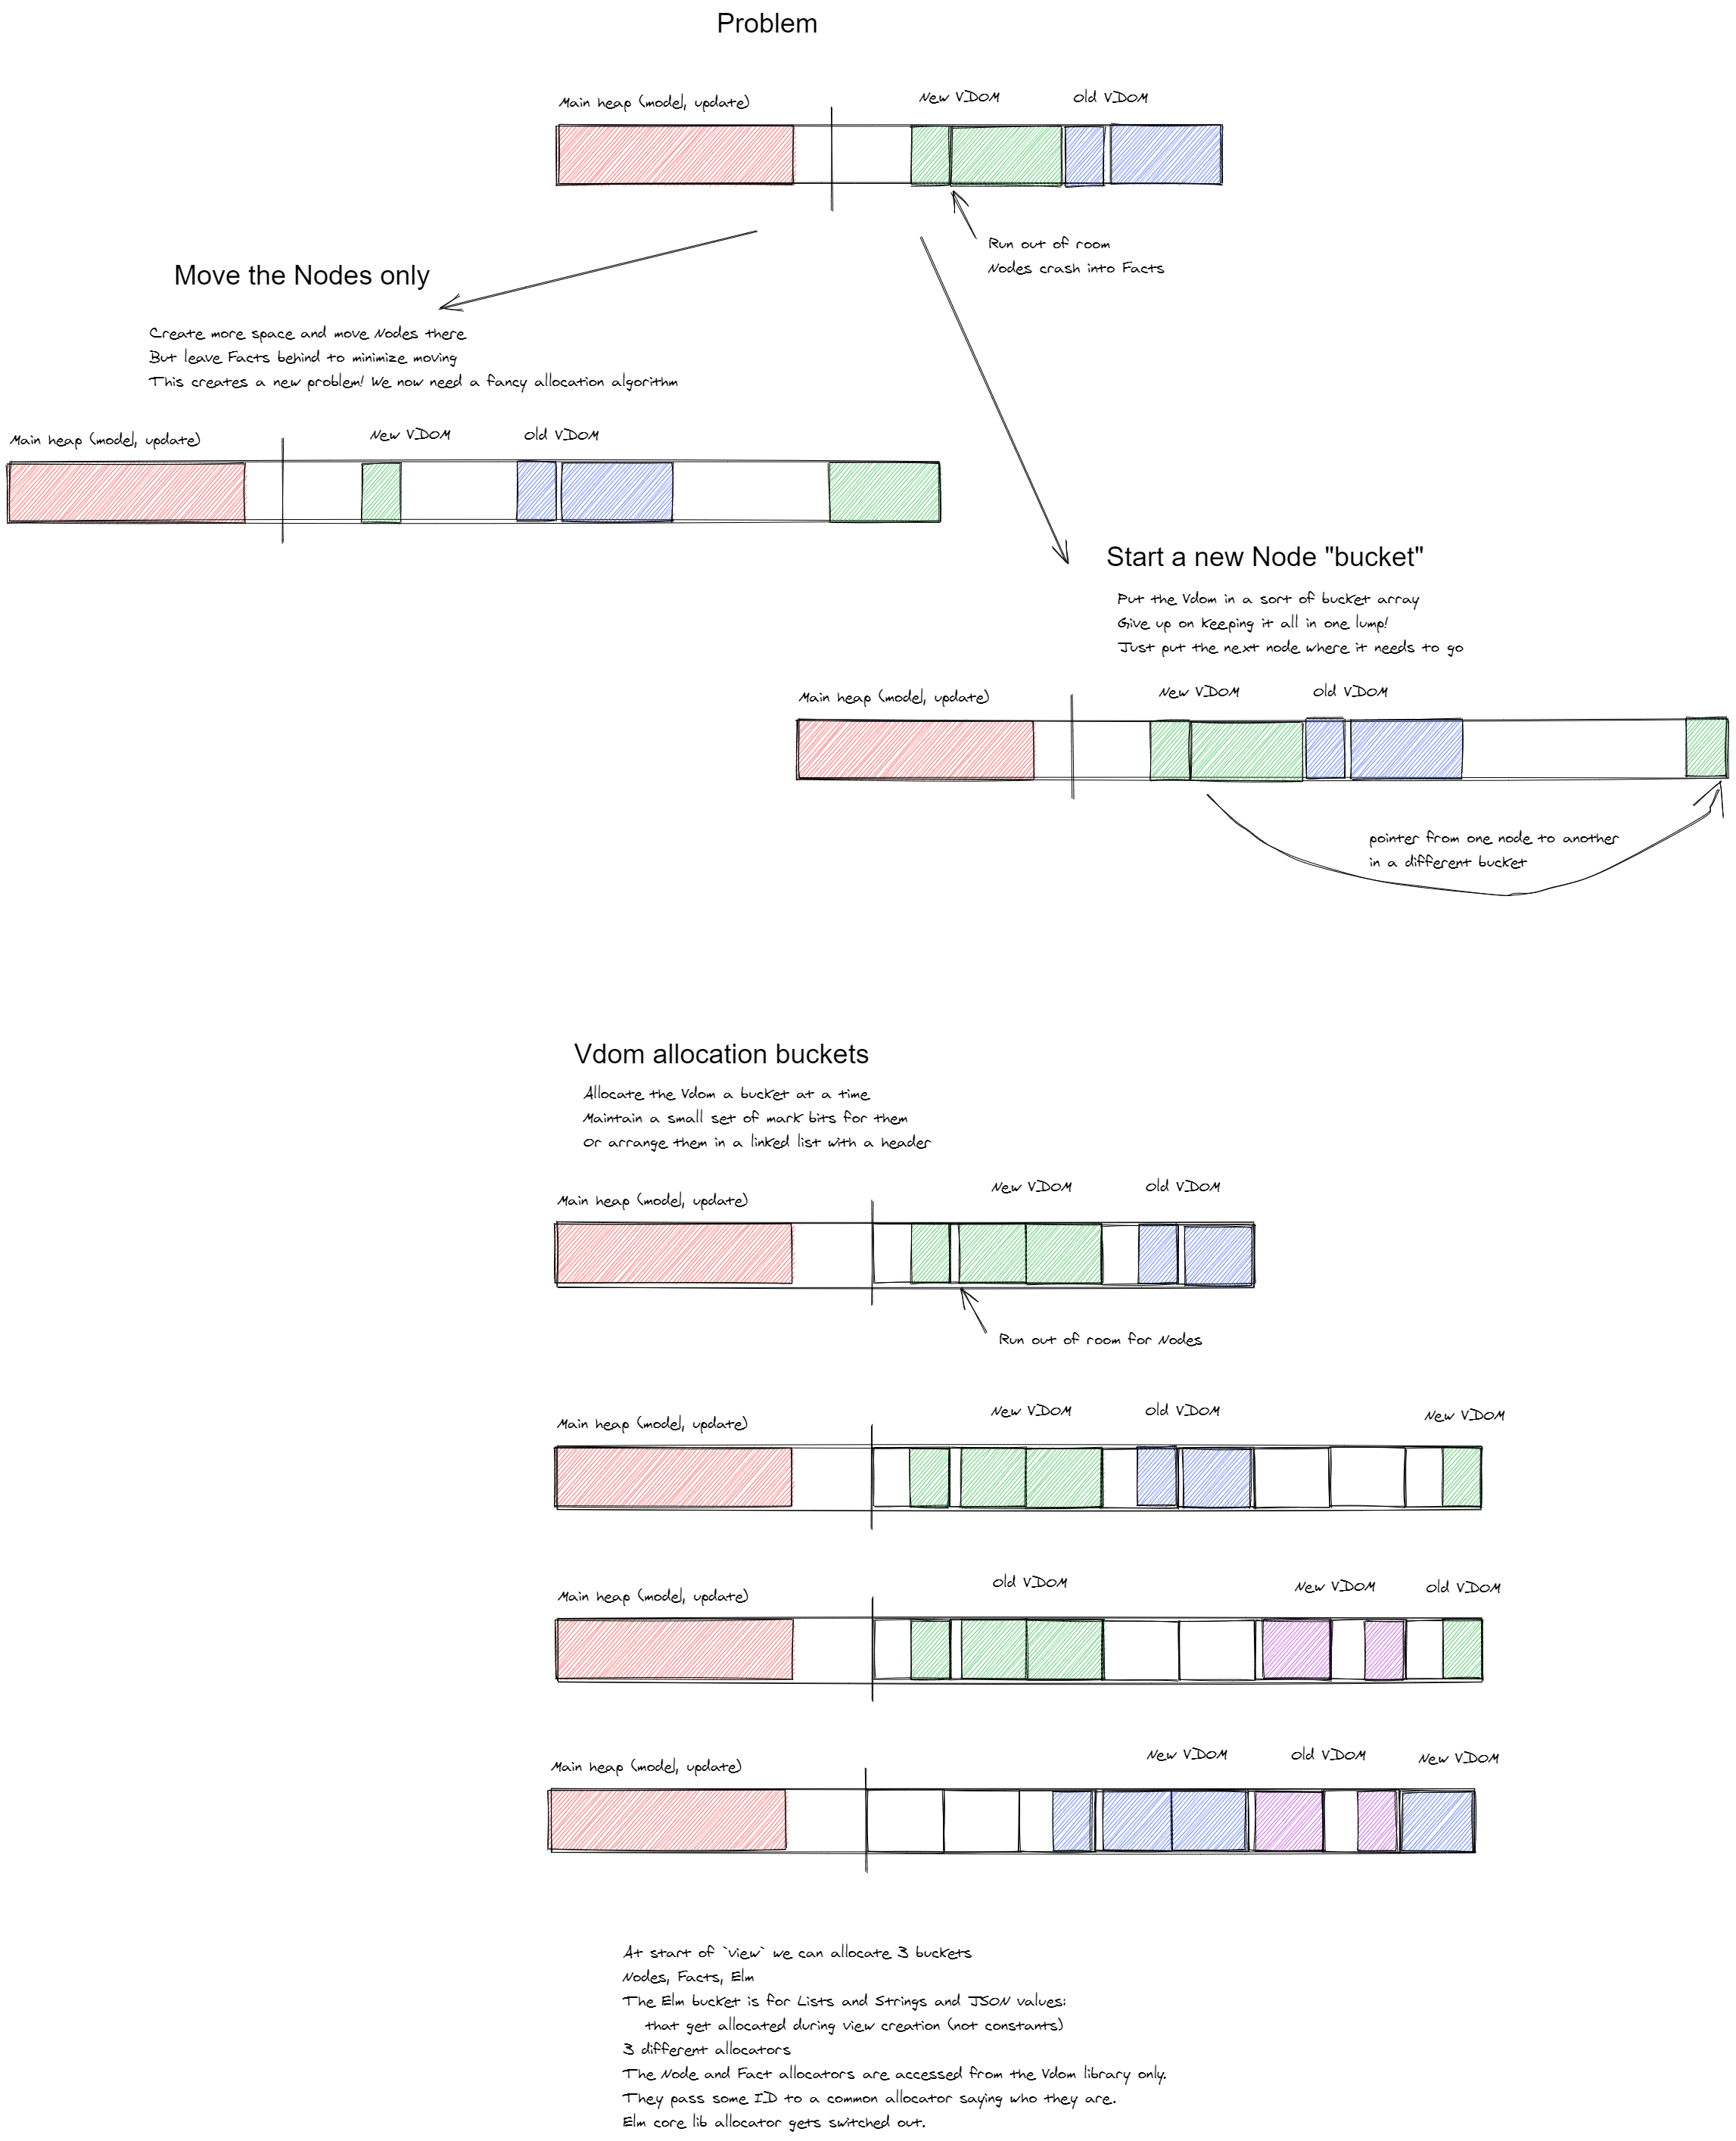 Problem
Main heap (model, update)
New VDOM
Old VDOM
Run out of room
Nodes crash into Facts
Move the Nodes only
Create more space and move Nodes there
But leave Facts behind to minimize moving
This creates a new problem! We now need a fancy allocation algorithm
Main heap (model, update)
New VDOM
Old VDOM
Start a new Node "bucket"
Put the Vdom in a sort of bucket array
Give up on keeping it all in one lump!
Just put the next node where it needs to go
Main heap (model, update)
New VDOM
Old VDOM
pointer from one node to another
in a different bucket
Vdom allocation buckets
Allocate the Vdom a bucket at a time
Maintain a small set of mark bits for them
Or arrange them in a linked list with a header
Main heap (model, update)
New VDOM
Old VDOM
Run out of room for Nodes
Main heap (model, update)
New VDOM
Old VDOM
New VDOM
Main heap (model, update)
Old VDOM
New VDOM
Old VDOM
Main heap (model, update)
New VDOM
Old VDOM
New VDOM
At start of `view` we can allocate 3 buckets
Nodes, Facts, Elm
The Elm bucket is for Lists and Strings and JSON values;
that get allocated during view creation (not constants)
3 different allocators
The Node and Fact allocators are accessed from the Vdom library only.
They pass some ID to a common allocator saying who they are.
Elm core lib allocator gets switched out.